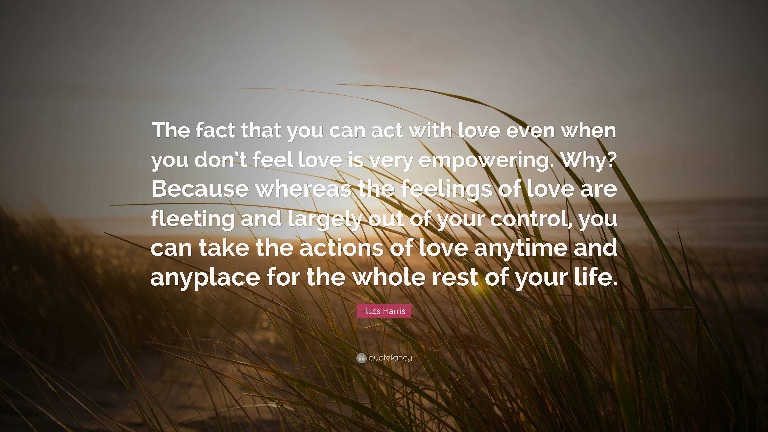 The fact that you can act with love even when
you don't feel love is very empowering. Why?
Because whereas the feelings of love are
fleeting and largely out of your control, you
can take the actions of love anytime and
anyplace for the whole rest of your life.
Russ Harris
quotefancy